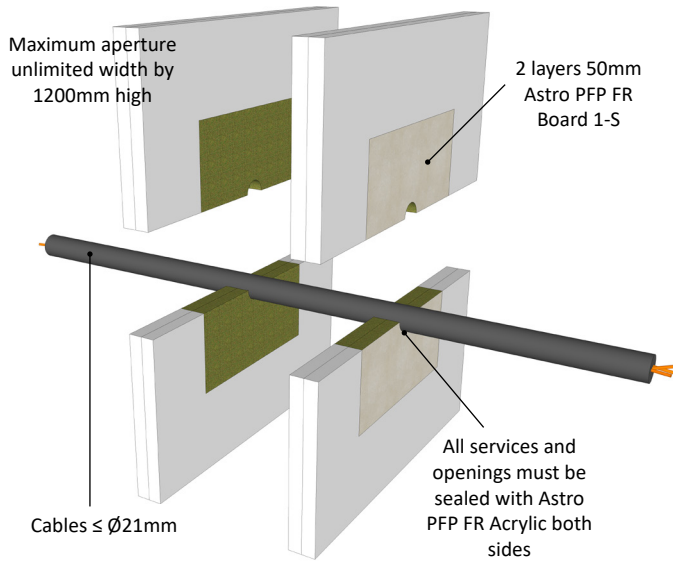 Maximum aperture
unlimited width by
1200mm high
2 layers 50mm
Astro PFP FR
Board 1-S
Cables ≤ Ø21mm
All services and
openings must be
sealed with Astro
PFP FR Acrylic both
sides